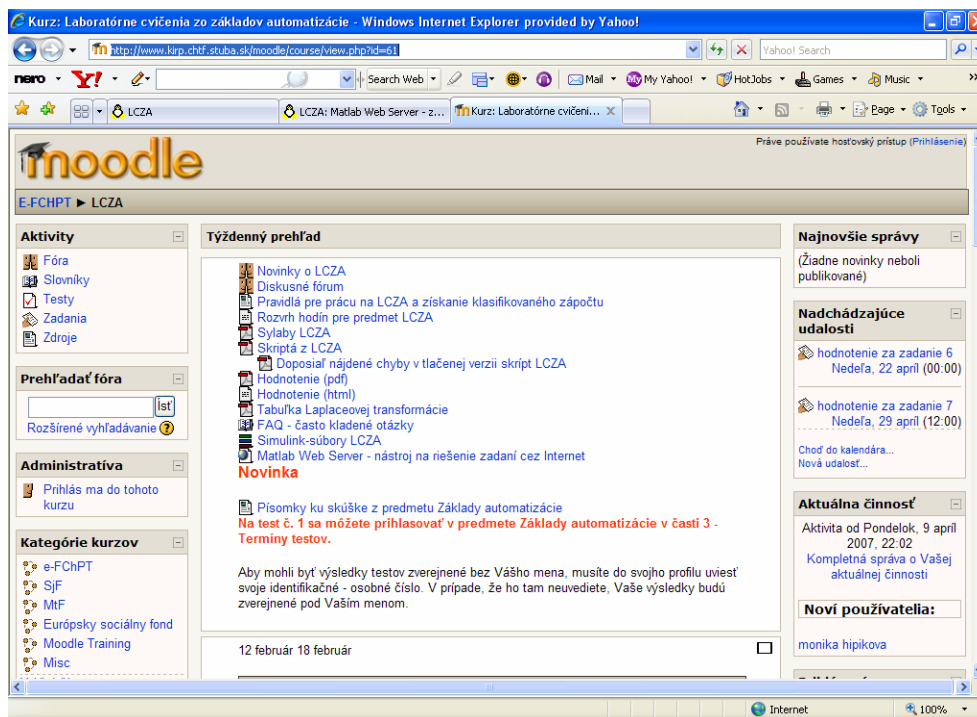 Kurz: Laboratórne cvičenia zo základov automatizácie - Windows Internet Explorer provided by Yahoo!
http://www.kirp.chtf.stuba.sk/moodle/course/view.php?id=61
Yahoo! Search
nero Y! Search Web Mail My Yahoo! HotJobs Games Music »
LCZA LCZA: Matlab Web Server - z... Kurz: Laboratórne cvičeni... X Page Tools
moodle
Práve používate hosťovský prístup (Prihlásenie)
E-FCHPT ► LCZA
Aktivity
Fóra
Slovníky
Testy
Zadania
Zdroje
Prehľadať fóra
Ísť
Rozšírené vyhľadávanie ?
Administratíva
Prihlás ma do tohoto
kurzu
Kategórie kurzov
e-FChPT
SjF
MtF
Európsky sociálny fond
Moodle Training
Misc
Týždenný prehľad
Novinky o LCZA
Diskusné fórum
Pravidlá pre prácu na LCZA a získanie klasifikovaného zápočtu
Rozvrh hodín pre predmet LCZA
Sylaby LCZA
Skriptá z LCZA
Doposiaľ nájdené chyby v tlačenej verzii skrípt LCZA
Hodnotenie (pdf)
Hodnotenie (html)
Tabuľka Laplaceovej transformácie
FAQ - často kladené otázky
Simulink-súbory LCZA
Matlab Web Server - nástroj na riešenie zadaní cez Internet
Novinka
Písomky ku skúške z predmetu Základy automatizácie
Na test č. 1 sa môžete prihlasovať v predmete Základy automatizácie v časti 3 -
Termíny testov.
Aby mohli byť výsledky testov zverejnené bez Vášho mena, musíte do svojho profilu uviesť
svoje identifikačné - osobné číslo. V prípade, že ho tam neuvediete, Vaše výsledky budú
zverejnené pod Vaším menom.
12 február 18 február
Najnovšie správy
(Žiadne novinky neboli
publikované)
Nadchádzajúce
udalosti
hodnotenie za zadanie 6
Nedeľa, 22 apríl (00:00)
hodnotenie za zadanie 7
Nedeľa, 29 apríl (12:00)
Choď do kalendára...
Nová udalosť...
Aktuálna činnosť
Aktivita od Pondelok, 9 apríl
2007, 22:02
Kompletná správa o Vašej
aktuálnej činnosti
Noví používatelia:
monika hipikova
Internet 100%